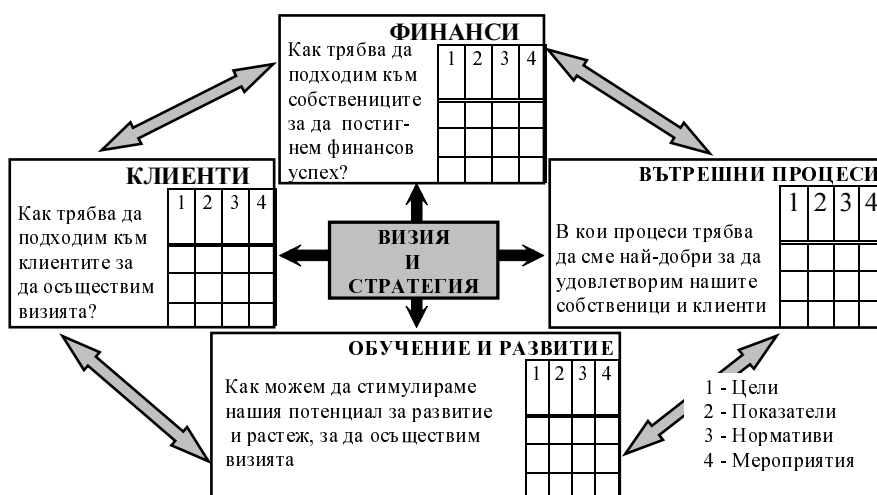 ФИНАНСИ
Как трябва да
подходим към
собствениците
за да постиг-
нем финансов
успех?
1 2 3 4
КЛИЕНТИ
Как трябва да
подходим към
клиентите за
да осъществим
визията?
1 2 3 4
ВИЗИЯ
И
СТРАТЕГИЯ
ВЪТРЕШНИ ПРОЦЕСИ
В кои процеси трябва
да сме най-добри за да
удовлетворим нашите
собственици и клиенти
1 2 3 4
ОБУЧЕНИЕ И РАЗВИТИЕ
Как можем да стимулираме
нашия потенциал за развитие
и растеж, за да осъществим
визията
1 2 3 4
1 - Цели
2 - Показатели
3 - Нормативи
4 - Мероприятия